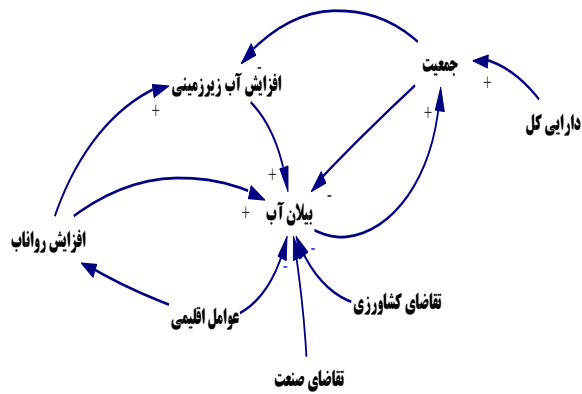 جمعیت
-
افزایش آب زیرزمینی
+
+
+
دارایی کل
+
-
بیلان آب
+
افزایش رواناب
-
-
تقاضای کشاورزی
عوامل اقلیمی
تقاضای صنعت